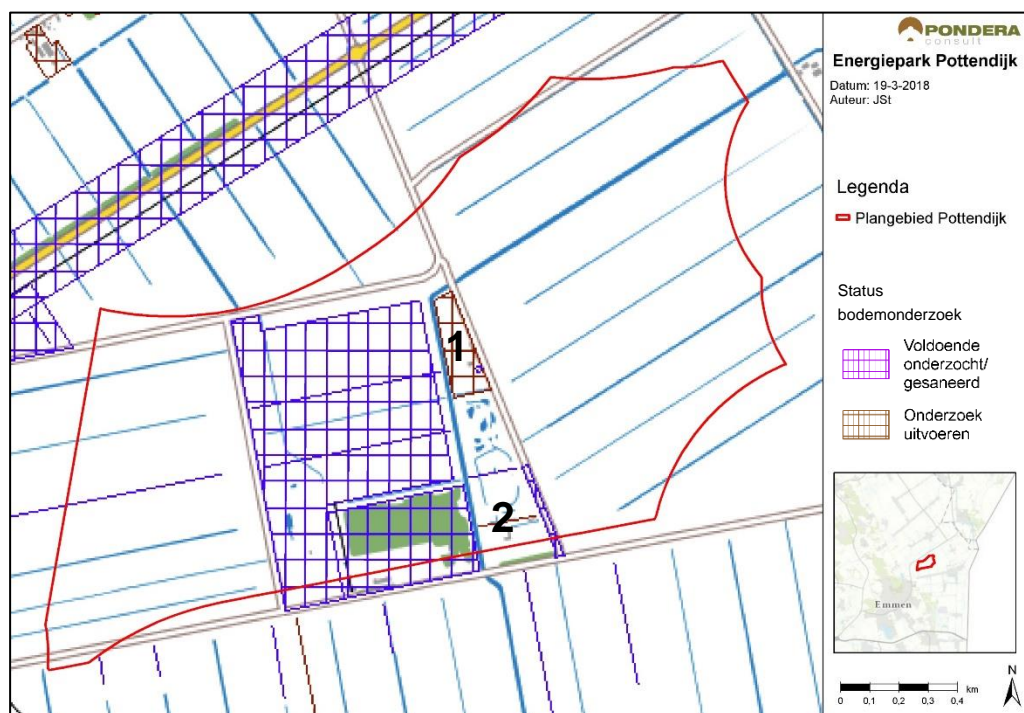 PONDERA
consult
Energiepark Pottendijk
Datum: 19-3-2018
Auteur: JSt
Legenda
Plangebied Pottendijk
Status
bodemonderzoek
Voldoende
onderzocht/
gesaneerd
Onderzoek
uitvoeren
1
2
Emmen
N
km
0 0,1 0,2 0,3 0,4